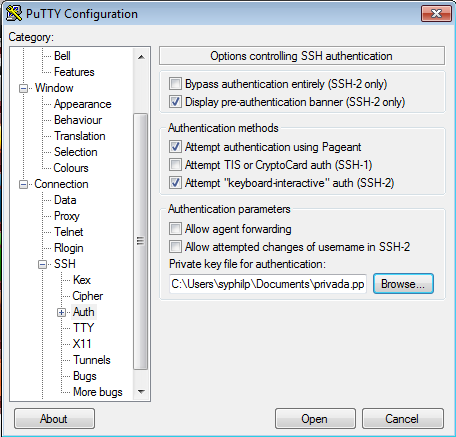 PuTTY Configuration
Category:
Bell
Features
Window
Appearance
Behaviour
Translation
Selection
Colours
Connection
Data
Proxy
Telnet
Rlogin
SSH
Kex
Cipher
Auth
TTY
X11
Tunnels
Bugs
More bugs
Options controlling SSH authentication
Bypass authentication entirely (SSH-2 only)
Display pre-authentication banner (SSH-2 only)
Authentication methods
Attempt authentication using Pageant
Attempt TIS or CryptoCard auth (SSH-1)
Attempt "keyboard-interactive" auth (SSH-2)
Authentication parameters
Allow agent forwarding
Allow attempted changes of username in SSH-2
Private key file for authentication:
C:\Users\syphilp\Documents\privada.pp
Browse...
About
Open
Cancel